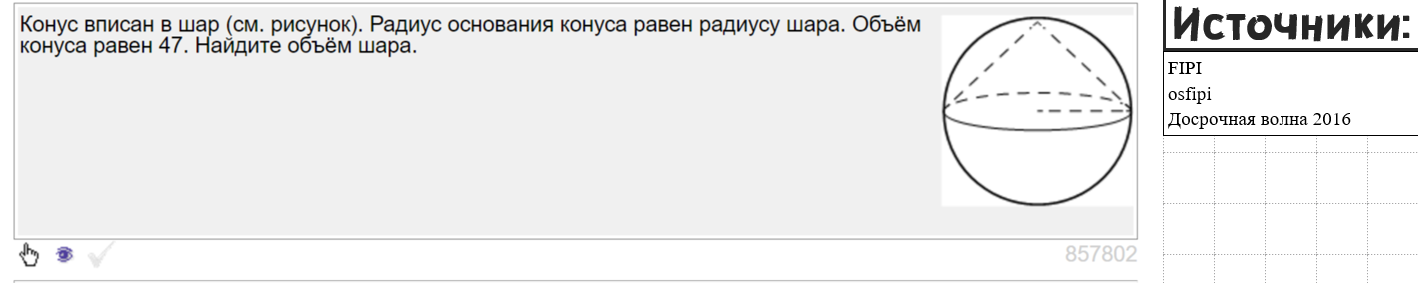 Конус вписан в шар (см. рисунок). Радиус основания конуса равен радиусу шара. Объём
конуса равен 47. Найдите объём шара.
857802
Источники:
FIPI
osfipi
Досрочная волна 2016